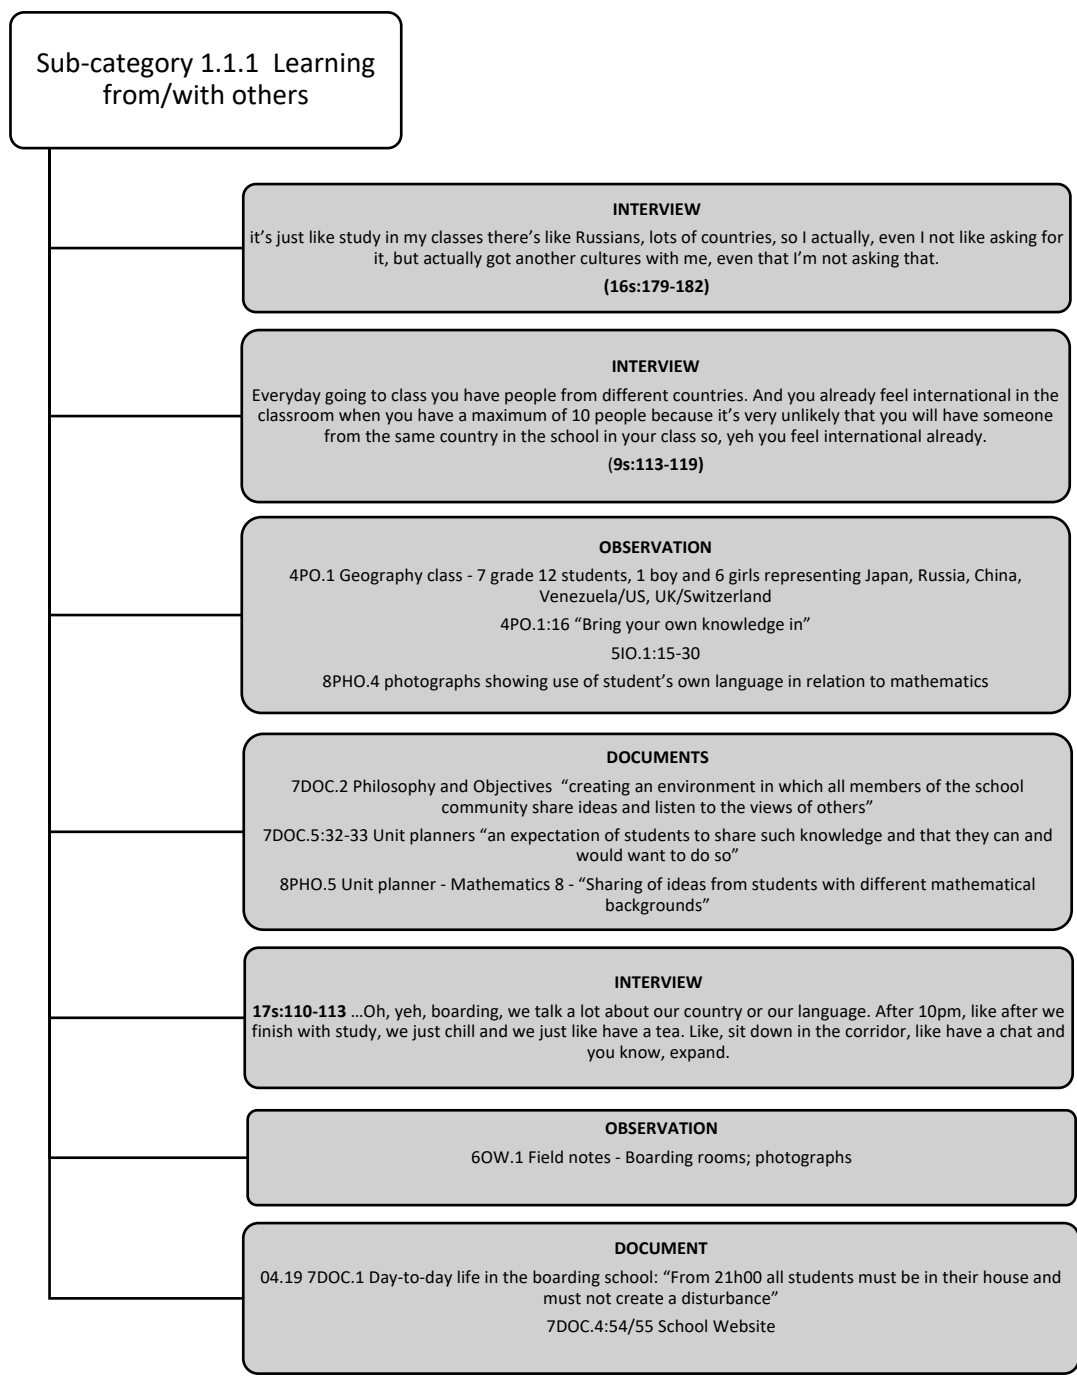 Sub-category 1.1.1  Learning
from/with others
INTERVIEW
it’s just like study in my classes there’s like Russians, lots of countries, so I actually, even I not like asking for
it, but actually got another cultures with me, even that I’m not asking that.
(16s:179-182)
INTERVIEW
Everyday going to class you have people from different countries. And you already feel international in the
classroom when you have a maximum of 10 people because it’s very unlikely that you will have someone
from the same country in the school in your class so, yeh you feel international already.
(9s:113-119)
OBSERVATION
4PO.1 Geography class - 7 grade 12 students, 1 boy and 6 girls representing Japan, Russia, China,
Venezuela/US, UK/Switzerland
4PO.1:16 “Bring your own knowledge in”
5IO.1:15-30
8PHO.4 photographs showing use of student’s own language in relation to mathematics
DOCUMENTS
7DOC.2 Philosophy and Objectives  “creating an environment in which all members of the school
community share ideas and listen to the views of others”
7DOC.5:32-33 Unit planners “an expectation of students to share such knowledge and that they can and
would want to do so”
8PHO.5 Unit planner - Mathematics 8 - “Sharing of ideas from students with different mathematical
backgrounds”
INTERVIEW
17s:110-113 …Oh, yeh, boarding, we talk a lot about our country or our language. After 10pm, like after we
finish with study, we just chill and we just like have a tea. Like, sit down in the corridor, like have a chat and
you know, expand.
OBSERVATION
6OW.1 Field notes - Boarding rooms; photographs
DOCUMENT
04.19 7DOC.1 Day-to-day life in the boarding school: “From 21h00 all students must be in their house and
must not create a disturbance”
7DOC.4:54/55 School Website